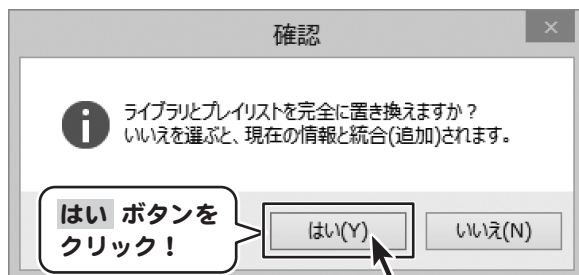 確認
ライブラリとプレイリストを完全に置き換えますか？
いいえを選ぶと、現在の情報と統合(追加)されます。
はい ボタンを
クリック！
はい(Y)
いいえ(N)